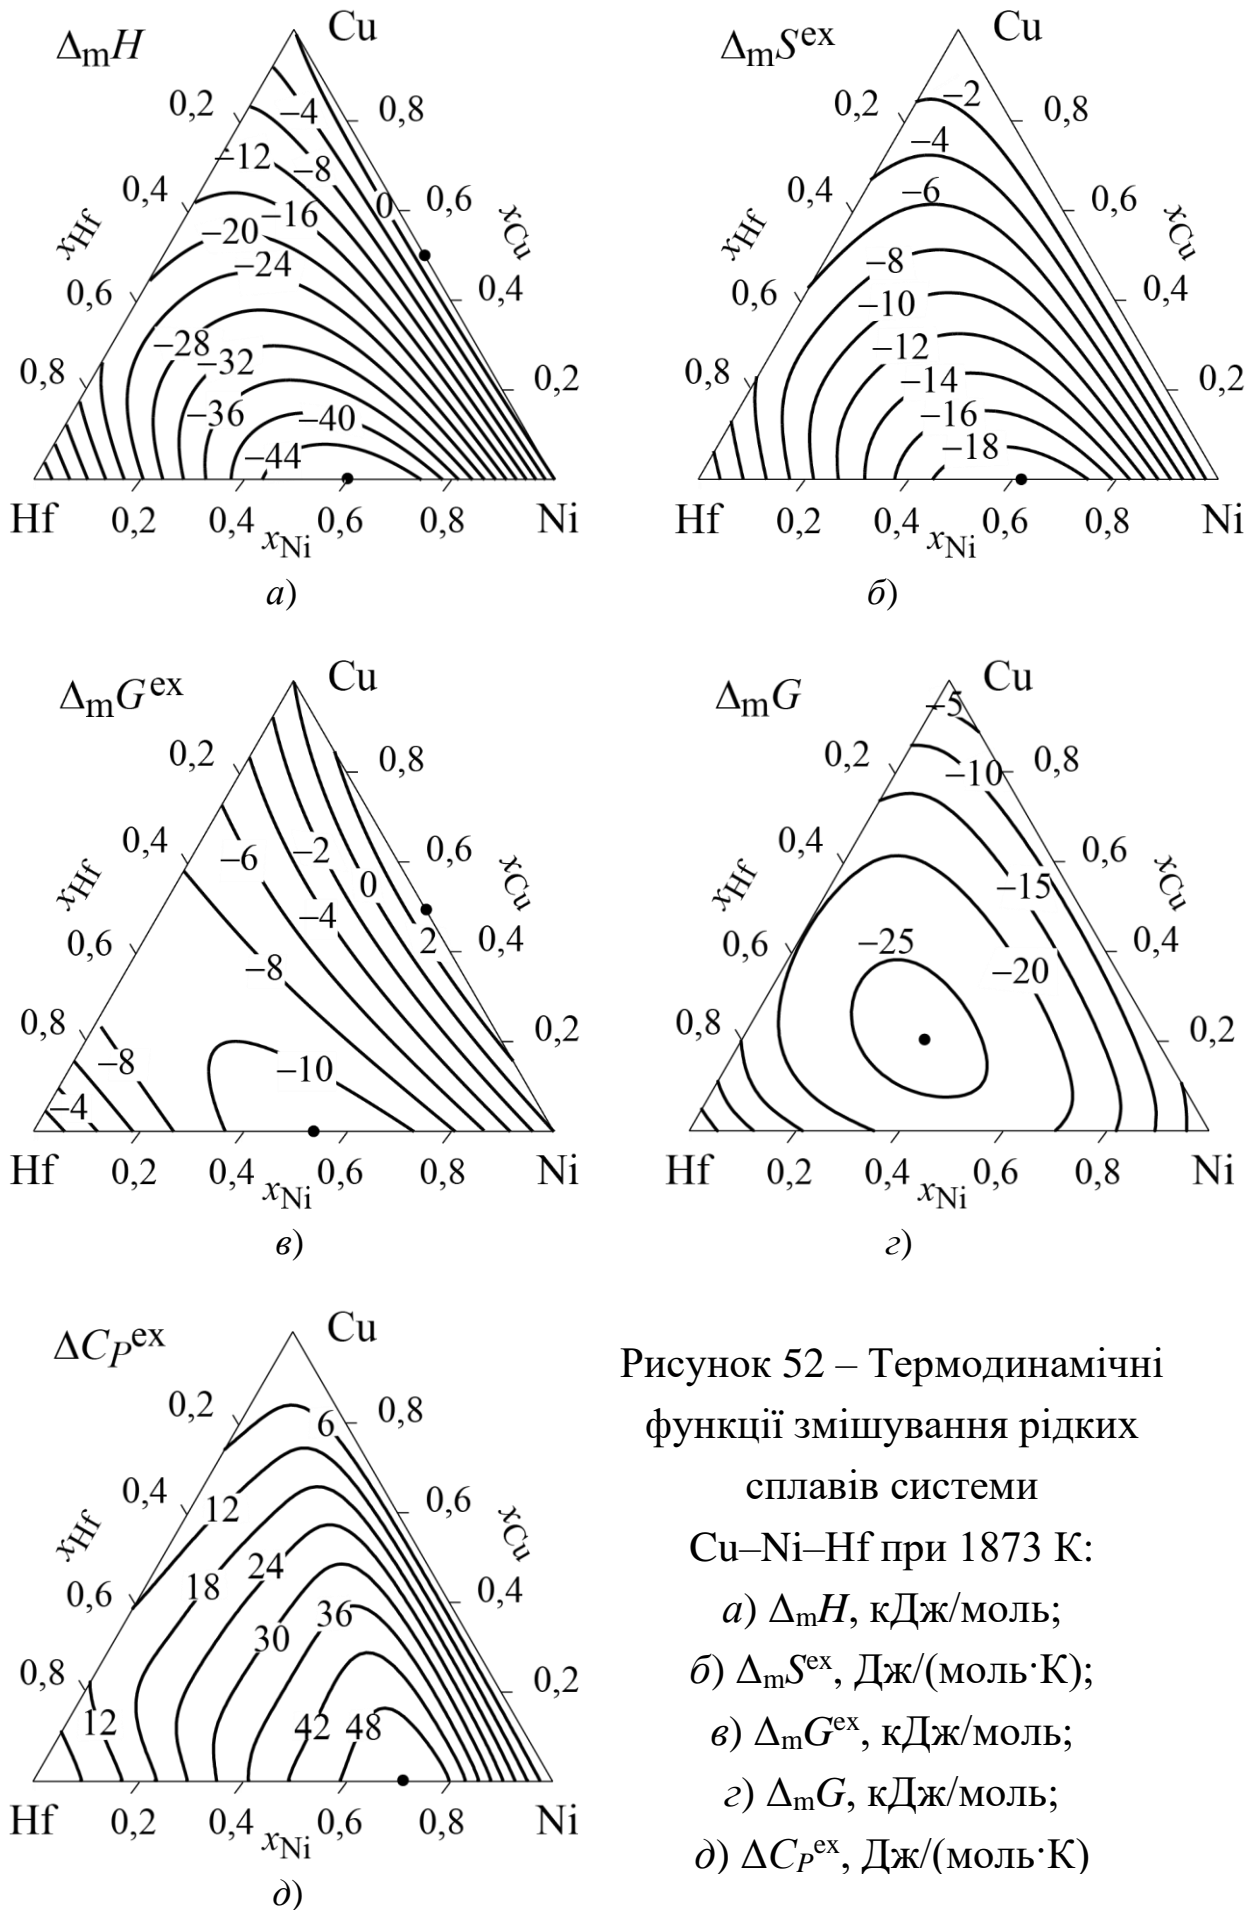 ΔmH
Cu
0,2
0,4
0,6
0,8
xHf
0,8
0,6
0,4
0,2
xCu
–4
–12
–8
0
–16
–20
–24
–28
–32
–36
–40
–44
Hf
0,2
0,4
0,6
0,8
Ni
xNi
а)
ΔmSex
Cu
0,2
0,4
0,6
0,8
xHf
0,8
0,6
0,4
0,2
xCu
–2
–4
–6
–8
–10
–12
–14
–16
–18
Hf
0,2
0,4
0,6
0,8
Ni
xNi
б)
ΔmGex
Cu
0,2
0,4
0,6
0,8
xHf
0,8
0,6
0,4
0,2
xCu
–6
–2
0
–4
2
–8
–8
–10
–4
Hf
0,2
0,4
0,6
0,8
Ni
xNi
в)
ΔmG
Cu
0,2
0,4
0,6
0,8
xHf
0,8
0,6
0,4
0,2
xCu
–5
–10
–15
–25
–20
Hf
0,4
0,6
0,8
Ni
0,2
xNi
г)
ΔCPex
Cu
0,2
0,4
0,6
0,8
xHf
0,8
0,6
0,4
0,2
xCu
6
12
24
18
36
30
12
42
48
Hf
0,2
0,4
0,6
0,8
Ni
xNi
д)
Рисунок 52 – Термодинамічні
функції змішування рідких
сплавів системи
Cu–Ni–Hf при 1873 К:
а) ΔmH, кДж/моль;
б) ΔmSex, Дж/(моль·К);
в) ΔmGex, кДж/моль;
г) ΔmG, кДж/моль;
д) ΔCPex, Дж/(моль·К)